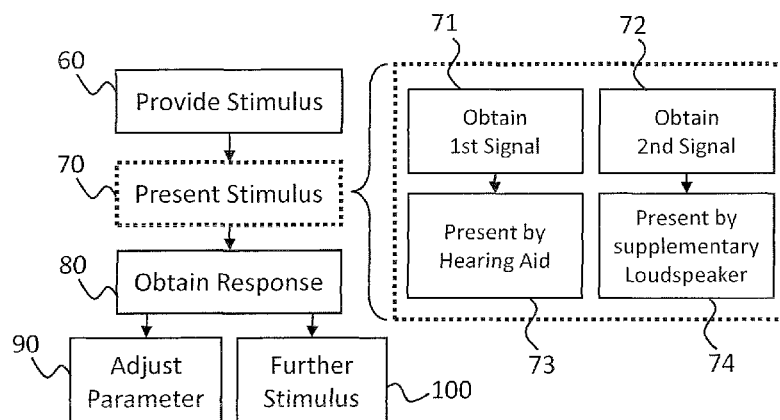 60
Provide Stimulus
70
Present Stimulus
80
Obtain Response
90
Adjust
Parameter
Further
Stimulus
100
71
72
Obtain
1st Signal
Obtain
2nd Signal
Present by
Hearing Aid
Present by
supplementary
Loudspeaker
73
74